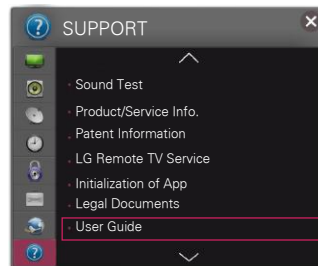 SUPPORT
Sound Test
Product/Service Info.
Patent Information
LG Remote TV Service
Initialization of App
Legal Documents
User Guide